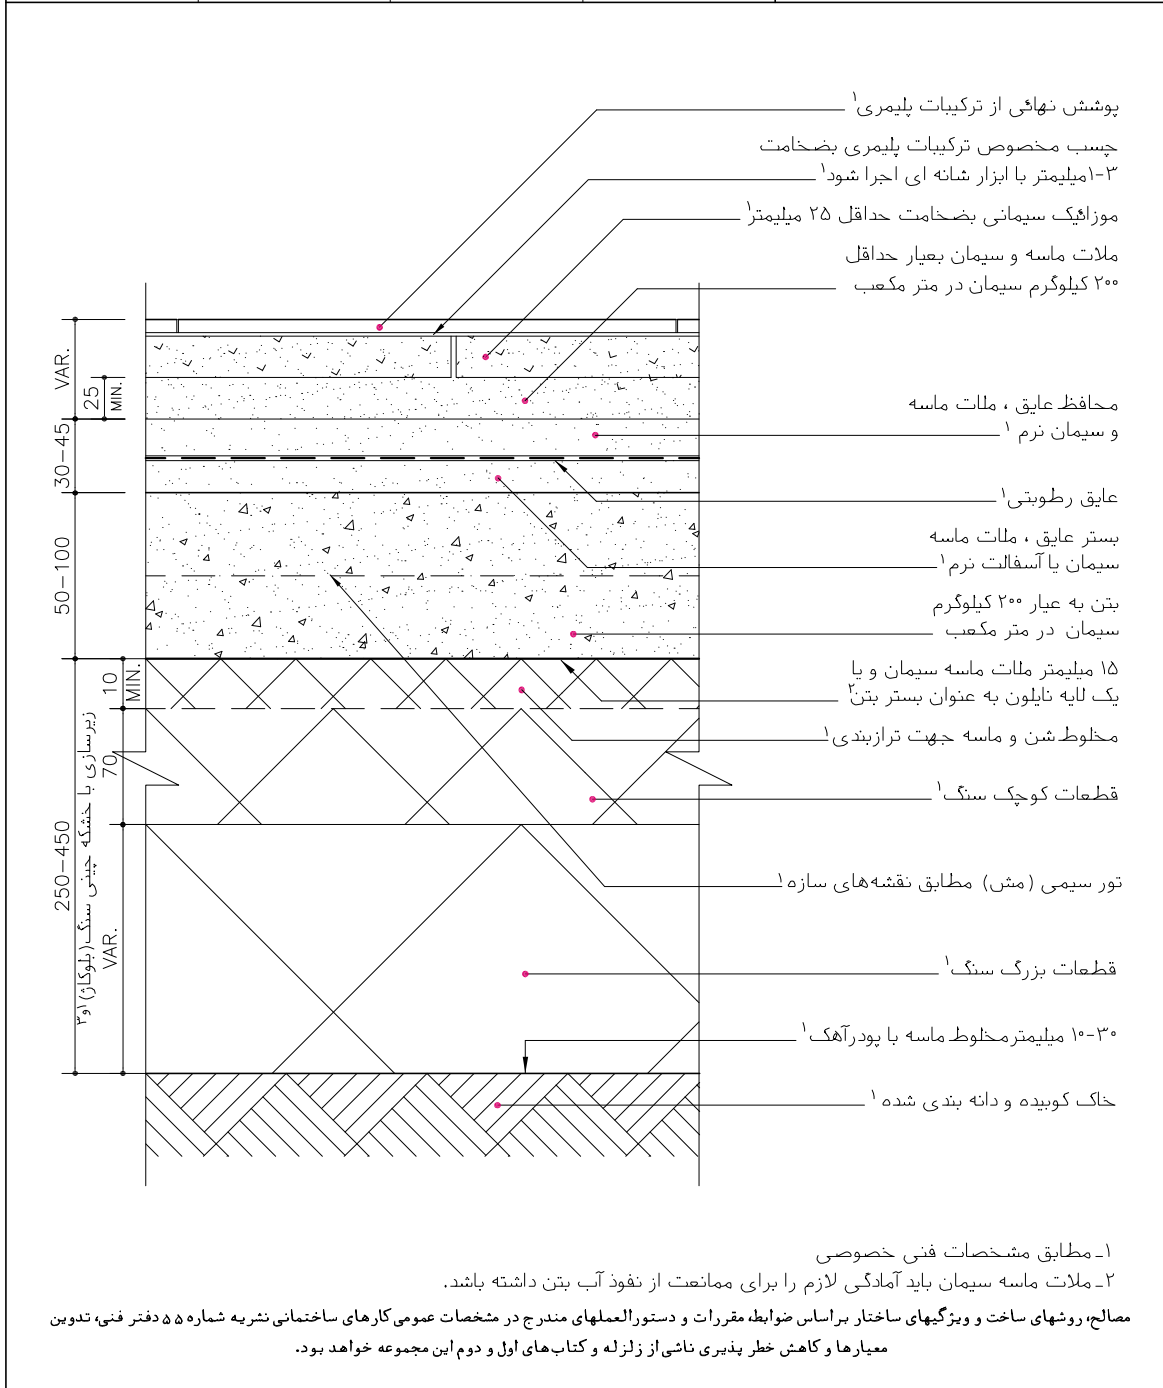 پوشش نهائی از ترکیبات پلیمری۱
چسب مخصوص ترکیبات پلیمری بضخامت
۱-۳میلیمتر با ابزار شانه ای اجرا شود۱
موزائیک سیمانی بضخامت حداقل ۲۵ میلیمتر۱
ملات ماسه و سیمان بعیار حداقل
۲۰۰ کیلوگرم سیمان در متر مکعب
محافظ عایق ، ملات ماسه
و سیمان نرم ۱
عایق رطوبتی۱
بستر عایق ، ملات ماسه
سیمان یا آسفالت نرم۱
بتن به عیار ۲۰۰ کیلوگرم
سیمان در متر مکعب
۱۵ میلیمتر ملات ماسه سیمان و یا
یک لایه نایلون به عنوان بستر بتن۲
مخلوط شن و ماسه جهت ترازبندی۱
قطعات کوچک سنگ۱
تور سیمی (مش) مطابق نقشه‌های سازه۱
قطعات بزرگ سنگ۱
۱۰-۳۰ میلیمتر مخلوط ماسه با پودرآهک۱
خاک کوبیده و دانه بندی شده ۱
VAR.
25
MIN.
30-45
50-100
10
MIN.
70
250-450
زیرسازی با خشکه چینی سنگ(بلوکاژ) ۱و۳
VAR.
۱ـ مطابق مشخصات فنی خصوصی
۲ـ ملات ماسه سیمان باید آمادگی لازم را برای ممانعت از نفوذ آب بتن داشته باشد.
مصالح، روشهای ساخت و ویژگیهای ساختار براساس ضوابط، مقررات و دستورالعملهای مندرج در مشخصات عمومی کارهای ساختمانی نشریه شماره ۵۵ دفتر فنی، تدوین
معیارها و کاهش خطر پذیری ناشی از زلزله و کتاب‌های اول و دوم این مجموعه خواهد بود.